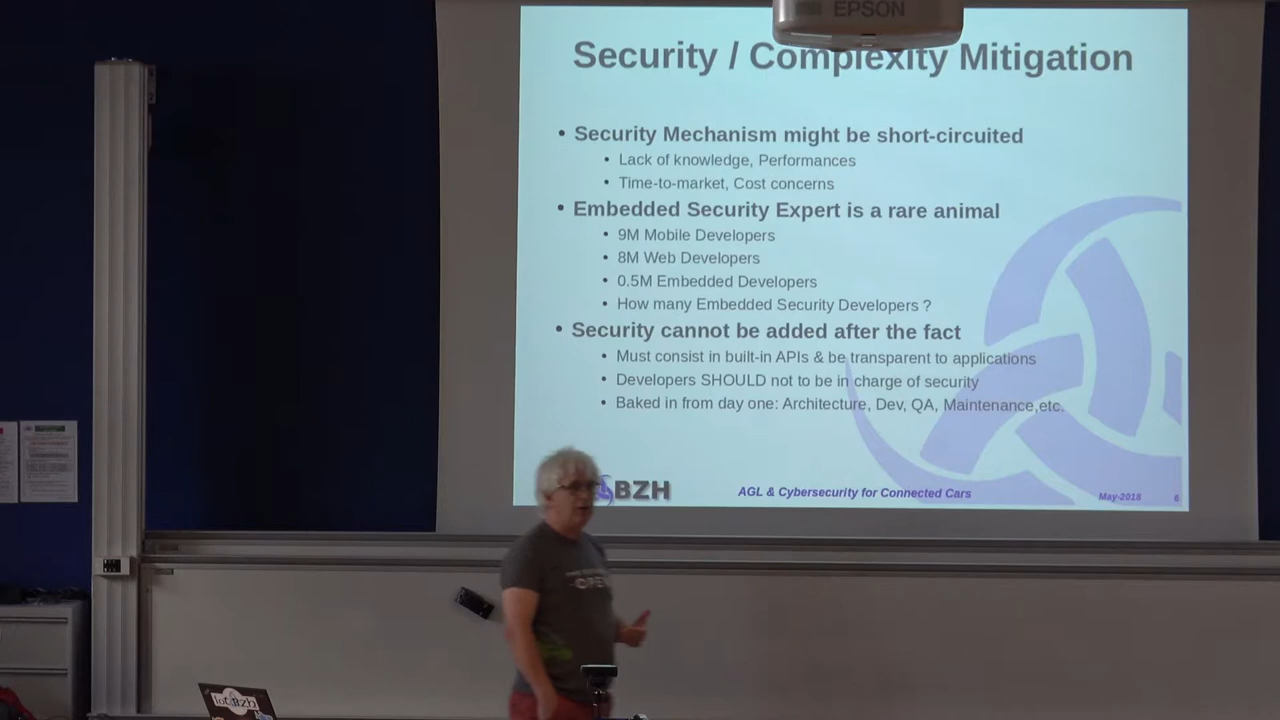 EPSON
Security / Complexity Mitigation
• Security Mechanism might be short-circuited
• Lack of knowledge, Performances
• Time-to-market, Cost concerns
• Embedded Security Expert is a rare animal
• 9M Mobile Developers
• 8M Web Developers
• 0.5M Embedded Developers
• How many Embedded Security Developers ?
• Security cannot be added after the fact
• Must consist in built-in APIs & be transparent to applications
• Developers SHOULD not to be in charge of security
• Baked in from day one: Architecture, Dev, QA, Maintenance,etc.
BZH
AGL & Cybersecurity for Connected Cars
May-2018
6
IoT.Bzh